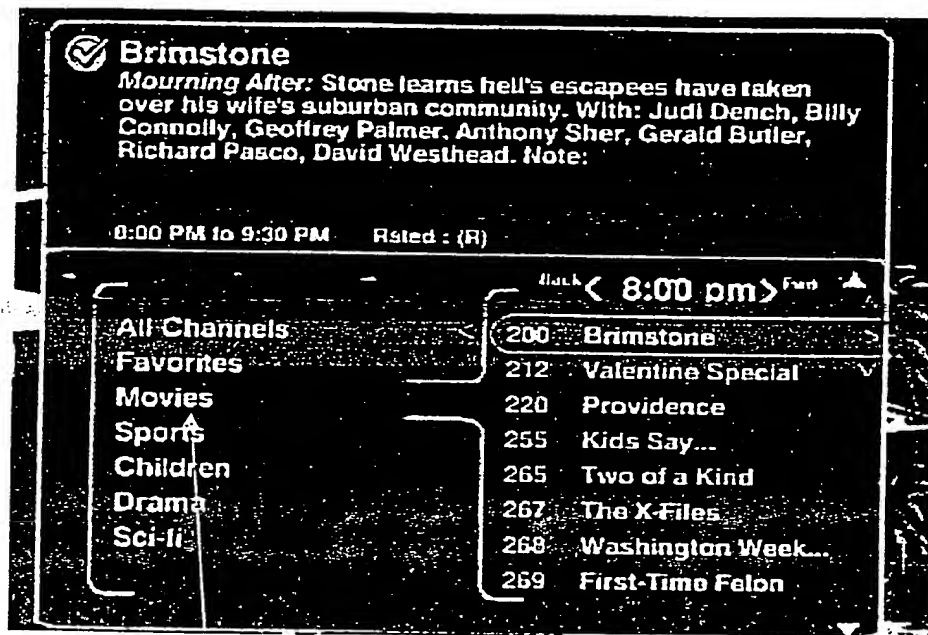 Brimstone
Mourning After: Stone learns hell's escapees have taken
over his wife's suburban community. With: Judi Dench, Billy
Connolly, Geoffrey Palmer, Anthony Sher, Gerald Butler,
Richard Pasco, David Westhead. Note:
8:00 PM to 9:30 PM Rated : (R)
Back < 8:00 pm > Fwd
All Channels
Favorites
Movies
Sports
Children
Drama
Sci-fi
200 Brimstone
212 Valentine Special
220 Providence
255 Kids Say...
265 Two of a Kind
267 The X-Files
268 Washington Week...
269 First-Time Felon